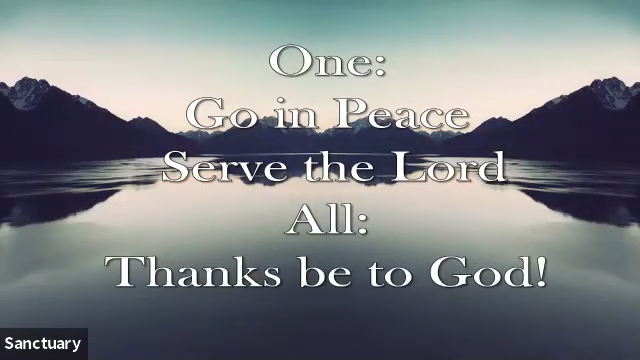 One:
Go in Peace
Serve the Lord
All:
Thanks be to God!
Sanctuary